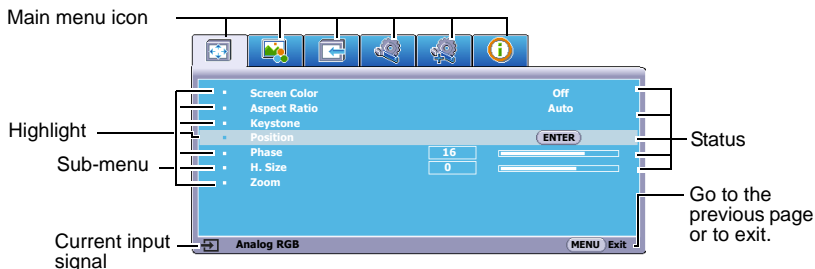 Main menu icon
Screen Color Off
Aspect Ratio Auto
Keystone
Highlight
Position ENTER
Status
Phase 16
Sub-menu
H. Size 0
Zoom
Go to the
previous page
or to exit.
Current input
signal
Analog RGB MENU Exit